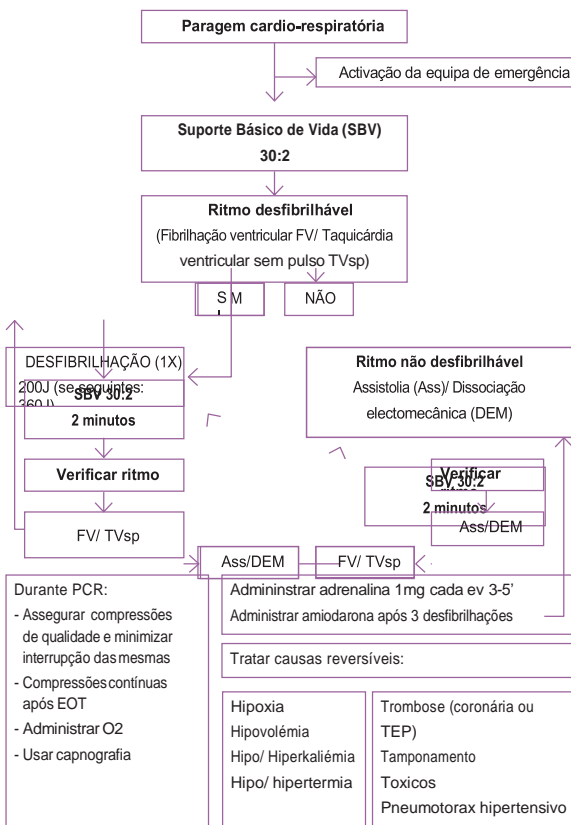 Paragem cardio-respiratória
Activação da equipa de emergência
Suporte Básico de Vida (SBV)
30:2
Ritmo desfibrilhável
(Fibrilhação ventricular FV/ Taquicárdia
ventricular sem pulso TVsp)
NÃO
DESFIBRILHAÇÃO (1X)
200J (se seguintes:
360J)
SBV 30:2
2 minutos
Verificar ritmo
FV/ TVsp
Ritmo não desfibrilhável
Assistolia (Ass)/ Dissociação
electomecânica (DEM)
Verificar
SBV 30:2
2 minutos
Ass/DEM
Ass/DEM
FV/ TVsp
Durante PCR:
- Assegurar compressões
de qualidade e minimizar
interrupção das mesmas
- Compressões contínuas
após EOT
- Administrar O2
- Usar capnografia
Admininstrar adrenalina 1mg cada ev 3-5’
Administrar amiodarona após 3 desfibrilhações
Tratar causas reversíveis:
Hipoxia
Hipovolémia
Hipo/ Hiperkaliémia
Hipo/ hipertermia
Trombose (coronária ou
TEP)
Tamponamento
Toxicos
Pneumotorax hipertensivo